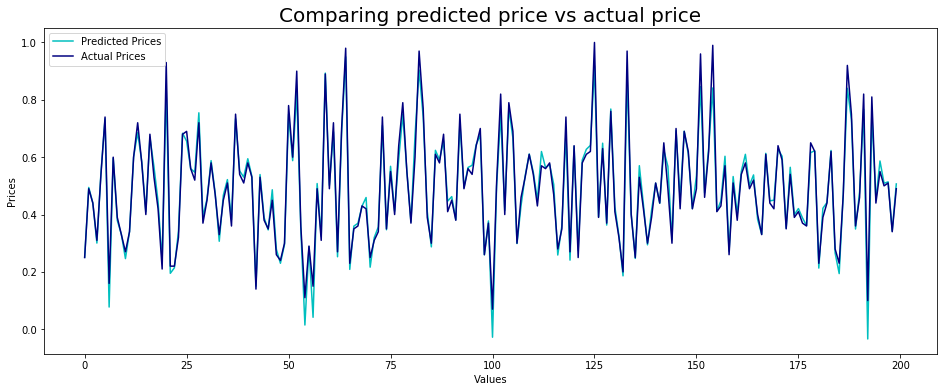 Comparing predicted price vs actual price
Predicted Prices
Actual Prices
1.0
0.8
0.6
0.4
0.2
0.0
Prices
0 25 50 75 100 125 150 175 200
Values